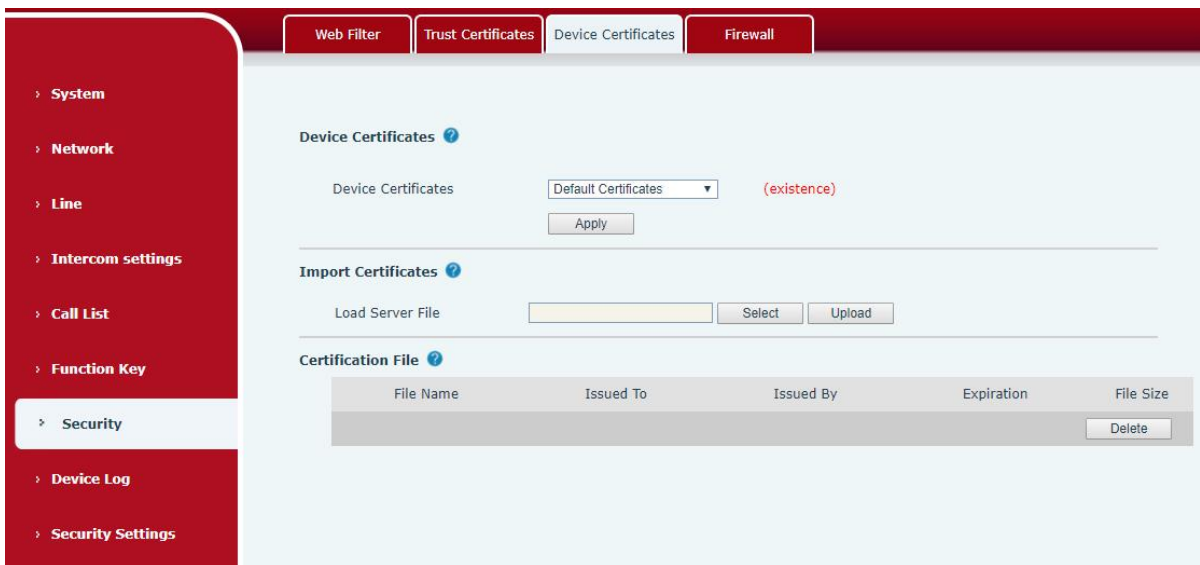 Web Filter Trust Certificates Device Certificates Firewall
System
Network
Line
Intercom settings
Call List
Function Key
Security
Device Log
Security Settings
Device Certificates
Device Certificates Default Certificates (existence)
Apply
Import Certificates
Load Server File Select Upload
Certification File
File Name Issued To Issued By Expiration File Size
Delete